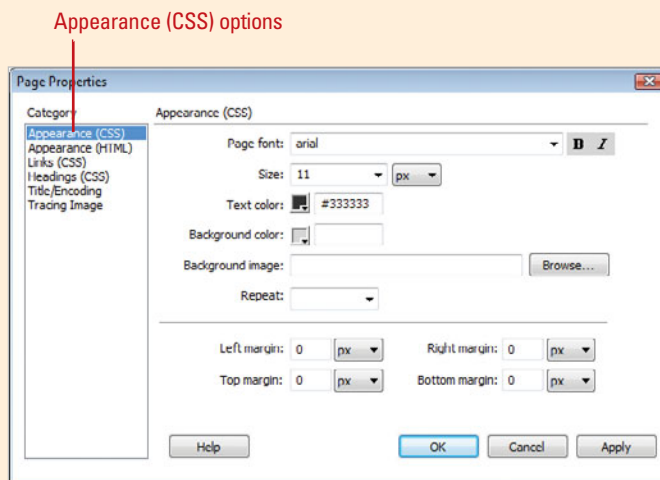 Appearance (CSS) options
Page Properties
Category
Appearance (CSS)
Appearance (HTML)
Links (CSS)
Headings (CSS)
Title/Encoding
Tracing Image
Appearance (CSS)
Page font: arial B I
Size: 11 px
Text color: #333333
Background color:
Background image: Browse...
Repeat:
Left margin: 0 px Right margin: 0 px
Top margin: 0 px Bottom margin: 0 px
Help OK Cancel Apply